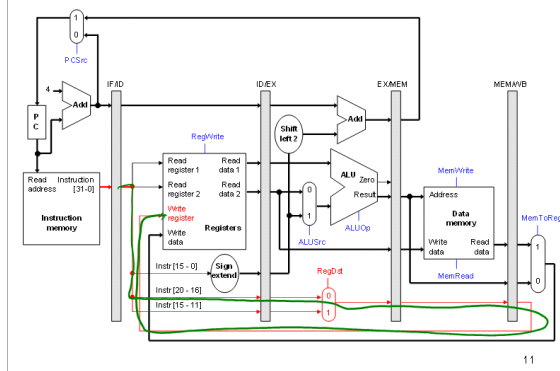 1
0
PCSrc
4
Add
P
C
IF/ID
ID/EX
EX/MEM
MEM/WB
RegWrite
Shift
left 2
Add
Read
address
Instruction
[31-0]
Instruction
memory
Read
register 1
Read
data 1
Read
register 2
Read
data 2
Write
register
Write
data
Registers
ALU
Zero
Result
ALUOp
0
1
ALUSrc
MemWrite
Address
Data
memory
Write
data
Read
data
MemRead
MemToReg
1
0
Instr [15 - 0]
Sign
extend
RegDst
Instr [20 - 16]
0
Instr [15 - 11]
1
11